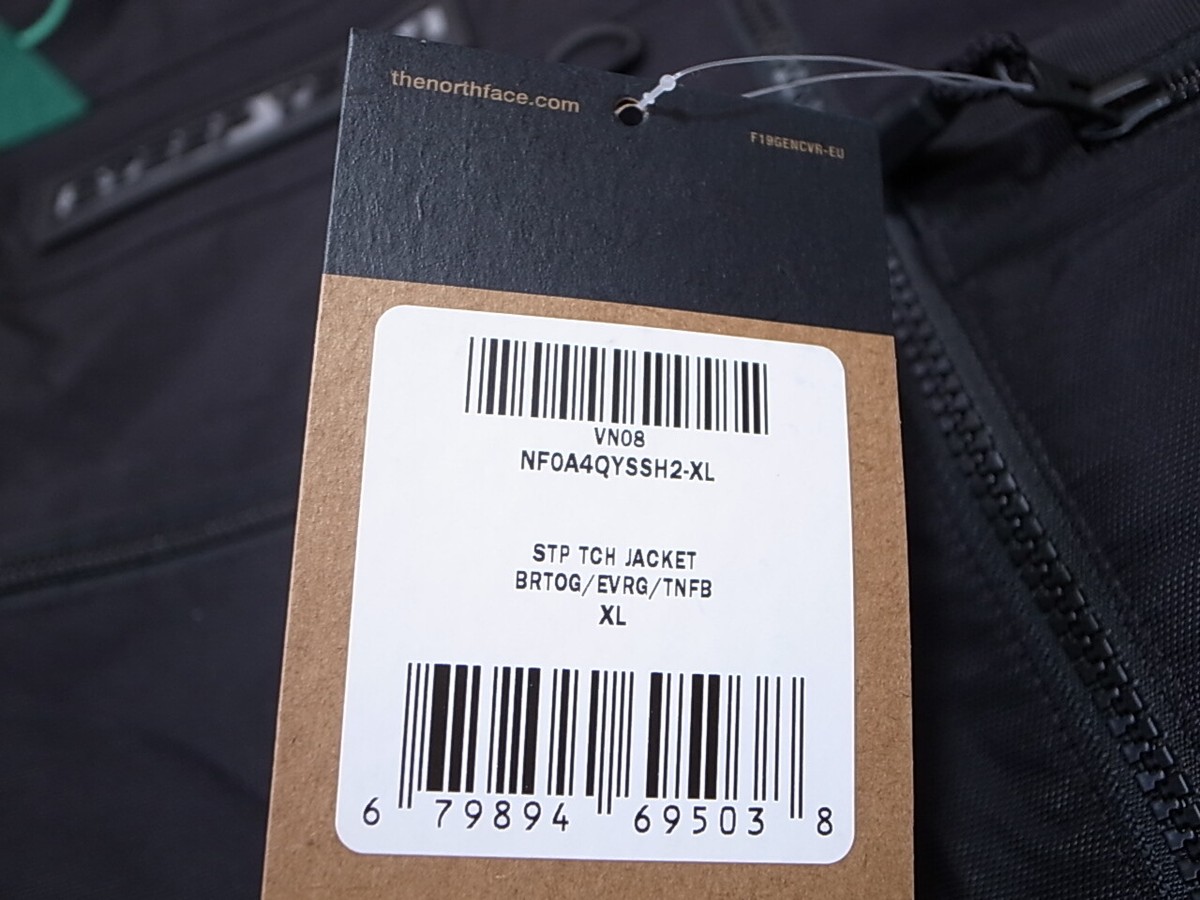 thenorthface.com
F19GENCVR-EU
VN08
NF0A4QYSSH2-XL
STP TCH JACKET
BRTOG/EVRG/TNFB
XL
6 79894 69503 8